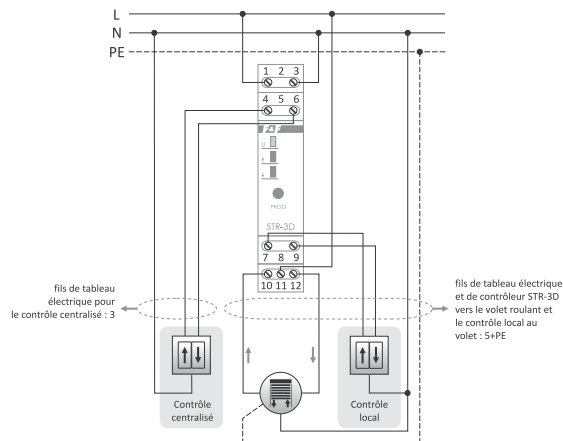 L
N
PE
1 2 3
4 5 6
F&F
U
PROG
STR-3D
7 8 9
10 11 12
fils de tableau
électrique pour
le contrôle centralisé : 3
fils de tableau électrique
et de contrôleur STR-3D
vers le volet roulant et
le contrôle local au
volet : 5+PE
Contrôle
centralisé
Contrôle
local